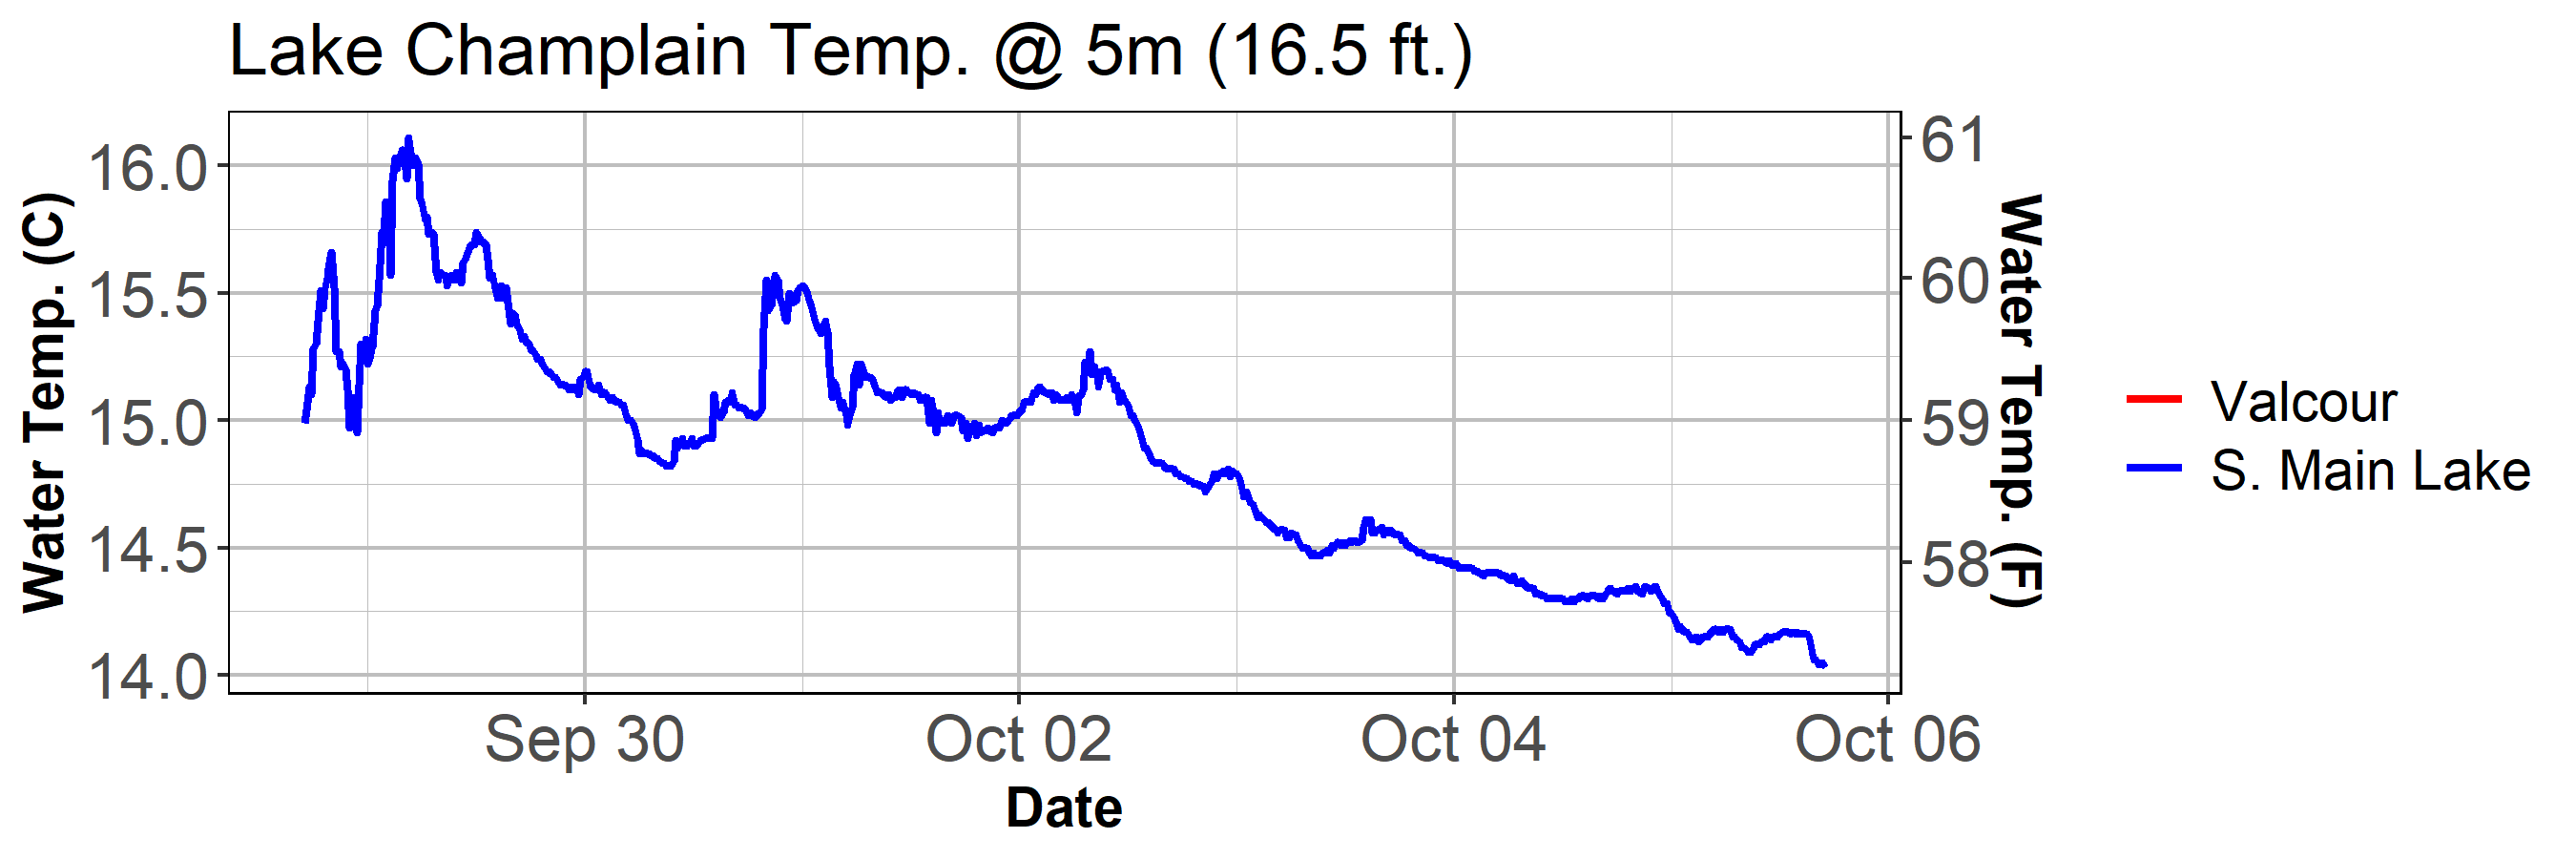 Lake Champlain Temp. @ 5m (16.5 ft.)
Water Temp. (C)
16.0
15.5
15.0
14.5
14.0
61
60
59
58
Water Temp. (F)
Sep 30
Oct 02
Oct 04
Oct 06
Date
Valcour
S. Main Lake